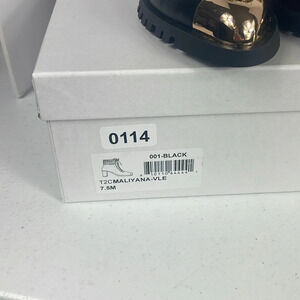 0114
001-BLACK
T2CMALIYANA-VLE
7.5M